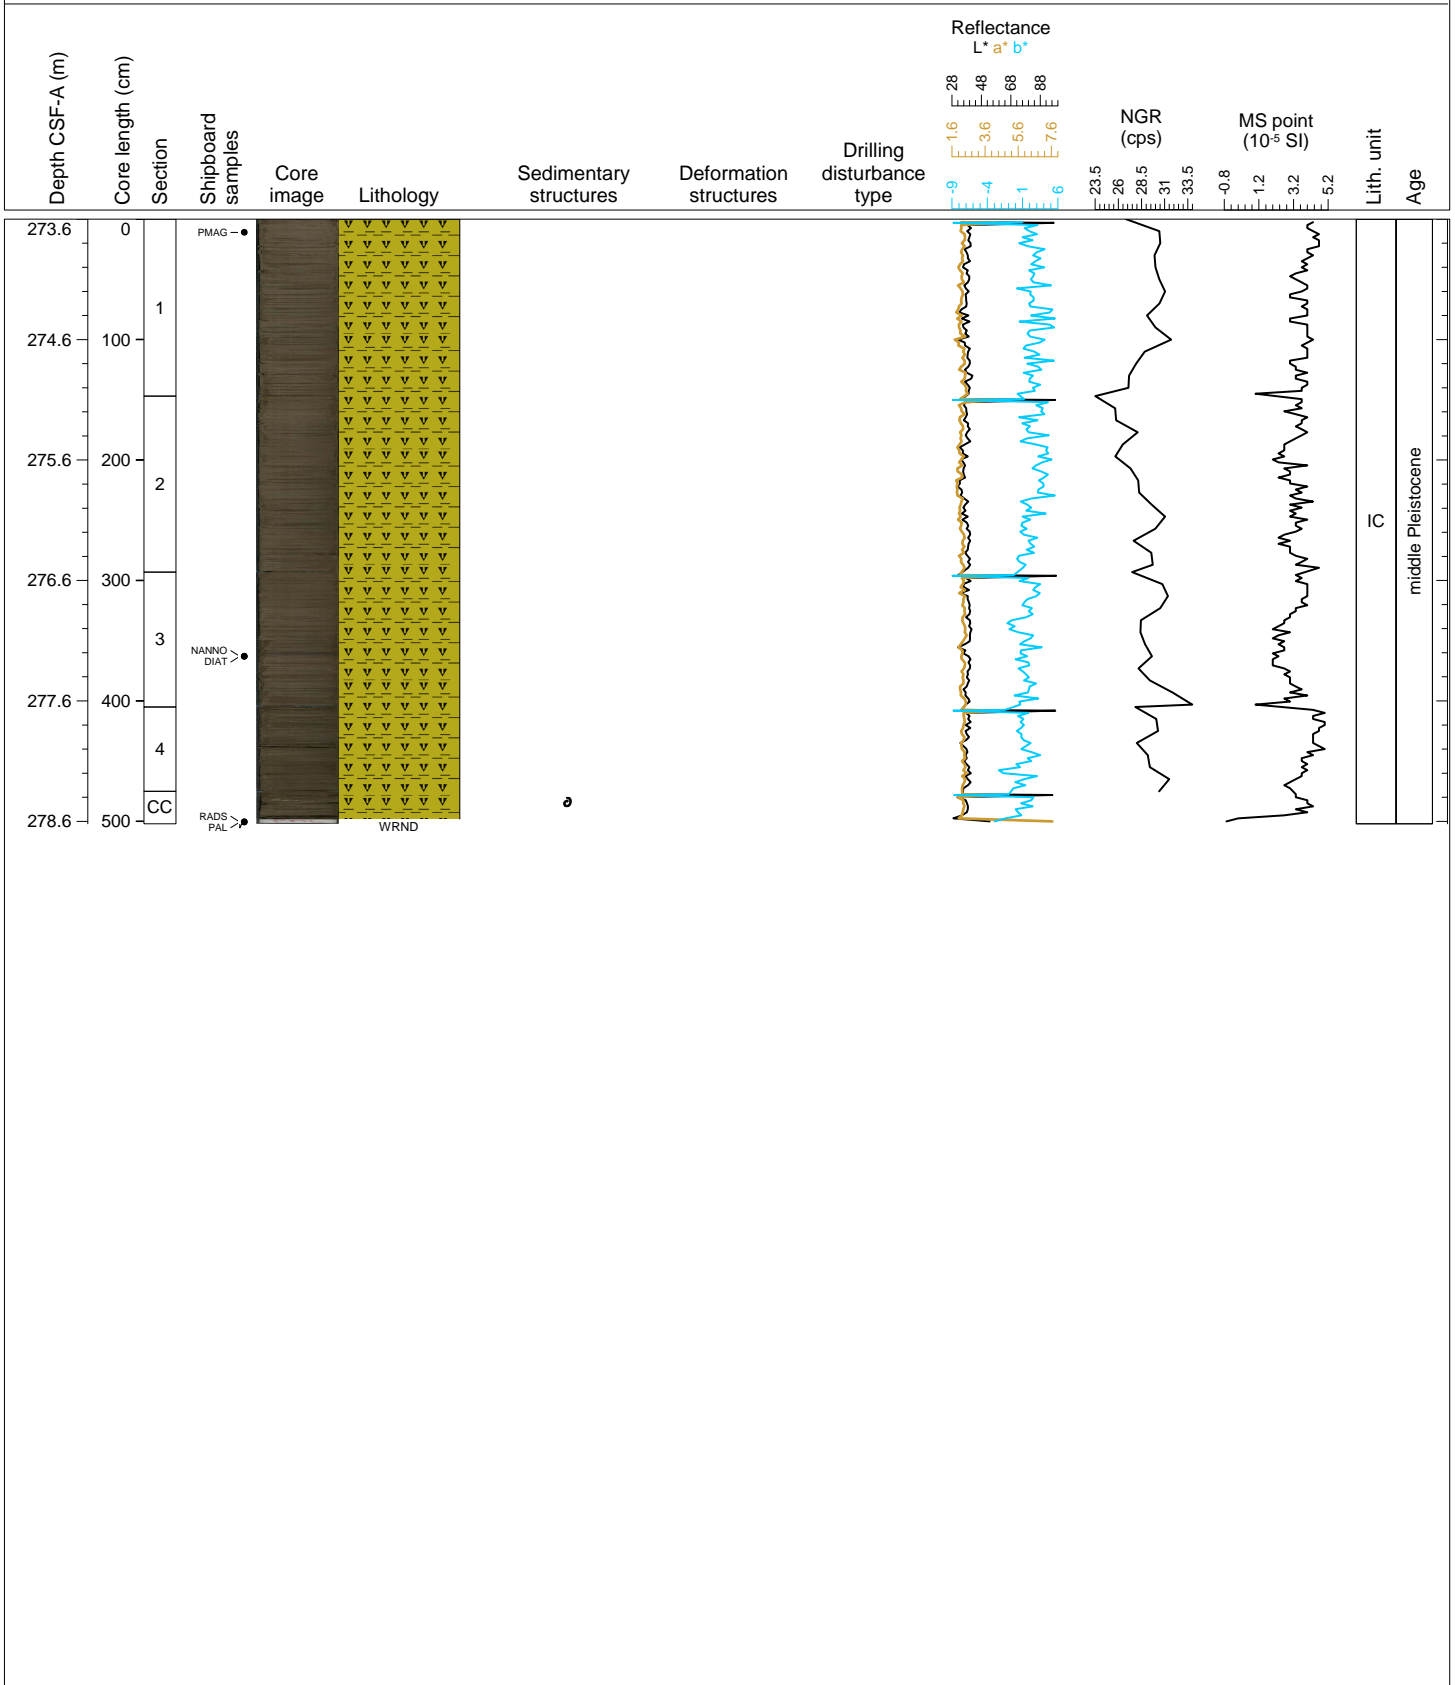 Depth CSF-A (m)
Core length (cm)
Section
Shipboard
samples
Core
image
Lithology
Sedimentary
structures
Deformation
structures
Drilling
disturbance
type
Reflectance
L* a* b*
28 48 68 88
1.6 3.6 5.6 7.6
-9 -4 1 6
NGR
(cps)
23.5 26 28.5 31 33.5
MS point
(10-5 SI)
-0.8 1.2 3.2 5.2
Lith. unit
Age
273.6 0
PMAG
1
274.6 100
275.6 200
2
IC
middle Pleistocene
276.6 300
3
NANNO
DIAT
277.6 400
4
CC
RADS
PAL
278.6 500
WRND